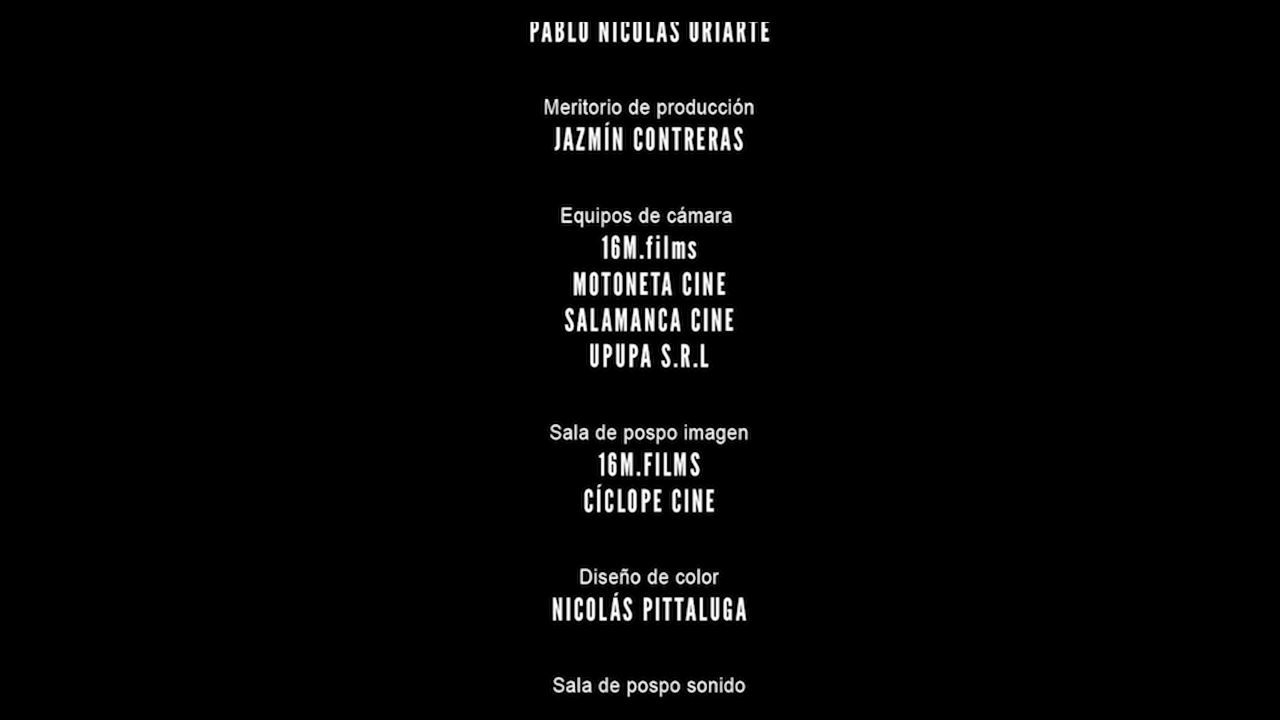 PABLO NICOLAS URIARTE
Meritorio de producción
JAZMÍN CONTRERAS
Equipos de cámara
16M.films
MOTONETA CINE
SALAMANCA CINE
UPUPA S.R.L
Sala de pospo imagen
16M.FILMS
CÍCLOPE CINE
Diseño de color
NICOLÁS PITTALUGA
Sala de pospo sonido